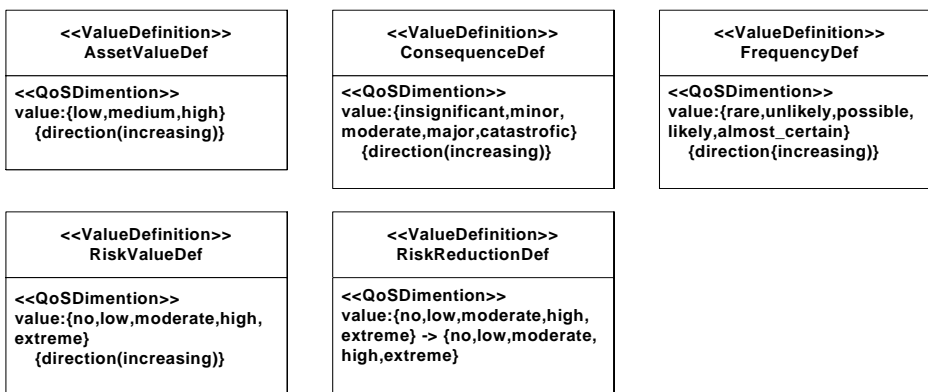 <<ValueDefinition>>
AssetValueDef
<<QoSDimention>>
value:{low,medium,high}
{direction(increasing)}
<<ValueDefinition>>
ConsequenceDef
<<QoSDimention>>
value:{insignificant,minor,
moderate,major,catastrofic}
{direction(increasing)}
<<ValueDefinition>>
FrequencyDef
<<QoSDimention>>
value:{rare,unlikely,possible,
likely,almost_certain}
{direction{increasing)}
<<ValueDefinition>>
RiskValueDef
<<QoSDimention>>
value:{no,low,moderate,high,
extreme}
{direction(increasing)}
<<ValueDefinition>>
RiskReductionDef
<<QoSDimention>>
value:{no,low,moderate,high,
extreme} -> {no,low,moderate,
high,extreme}